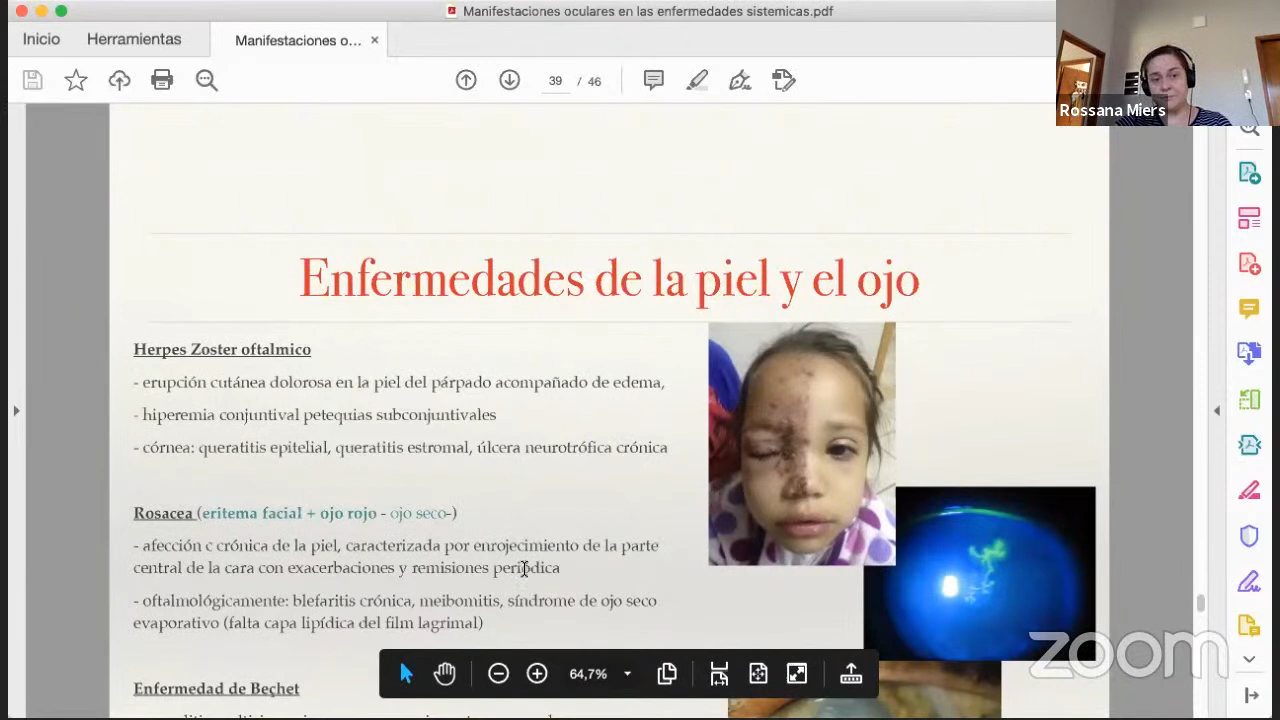 Manifestaciones oculares en las enfermedades sistemicas.pdf
Inicio
Herramientas
Manifestaciones o...
39 / 46
Rossana Miers
Enfermedades de la piel y el ojo
Herpes Zoster oftalmico
- erupción cutánea dolorosa en la piel del párpado acompañado de edema,
- hiperemia conjuntival petequias subconjuntivales
- córnea: queratitis epitelial, queratitis estromal, úlcera neurotrófica crónica
Rosacea (eritema facial + ojo rojo - ojo seco-)
- afección c crónica de la piel, caracterizada por enrojecimiento de la parte
central de la cara con exacerbaciones y remisiones periódica
- oftalmológicamente: blefaritis crónica, meibomitis, síndrome de ojo seco
evaporativo (falta capa lipídica del film lagrimal)
64,7%
zoom
Enfermedad de Beçhet